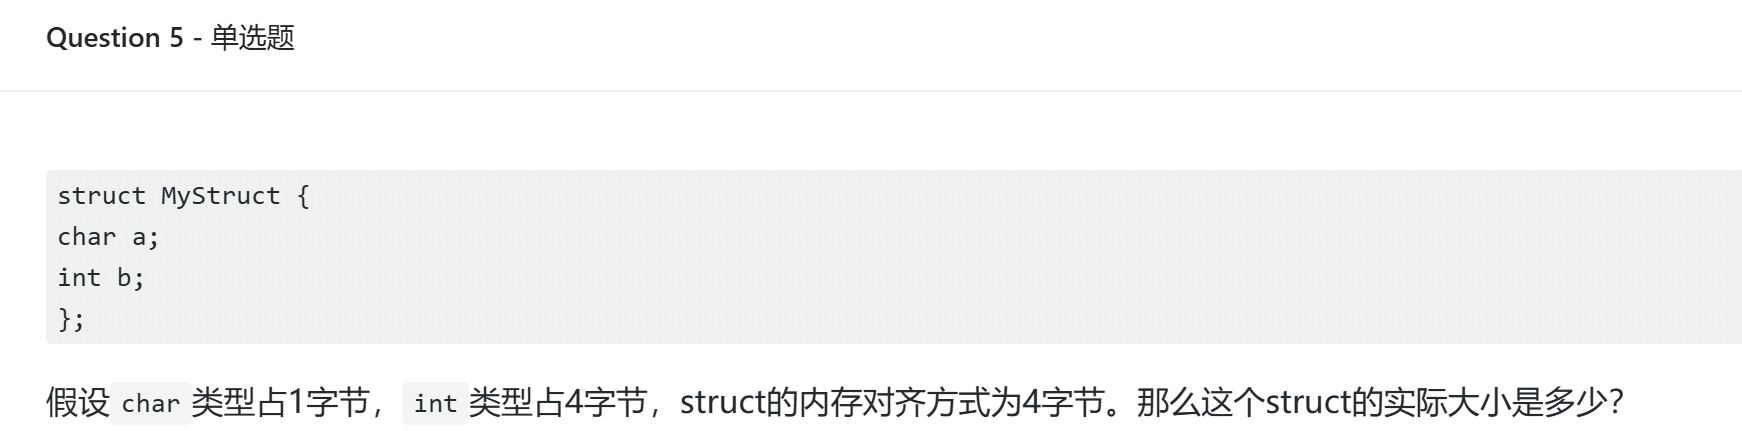 Question 5 - 单选题
struct MyStruct {
char a;
int b;
};
假设 char 类型占1字节， int 类型占4字节，struct的内存对齐方式为4字节。那么这个struct的实际大小是多少？